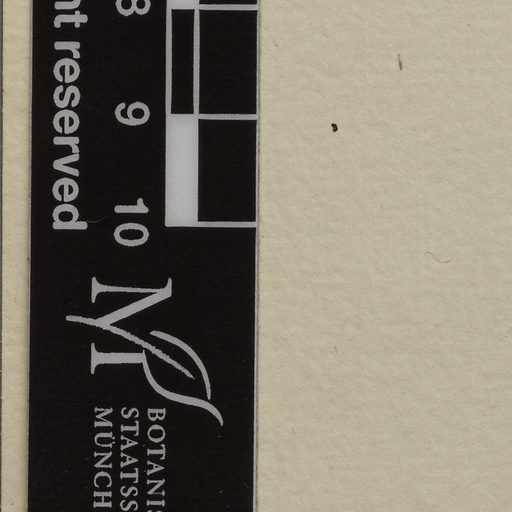 nt reserved
8 9 10
M
BOTANIS
STAATSS
MÜNCH